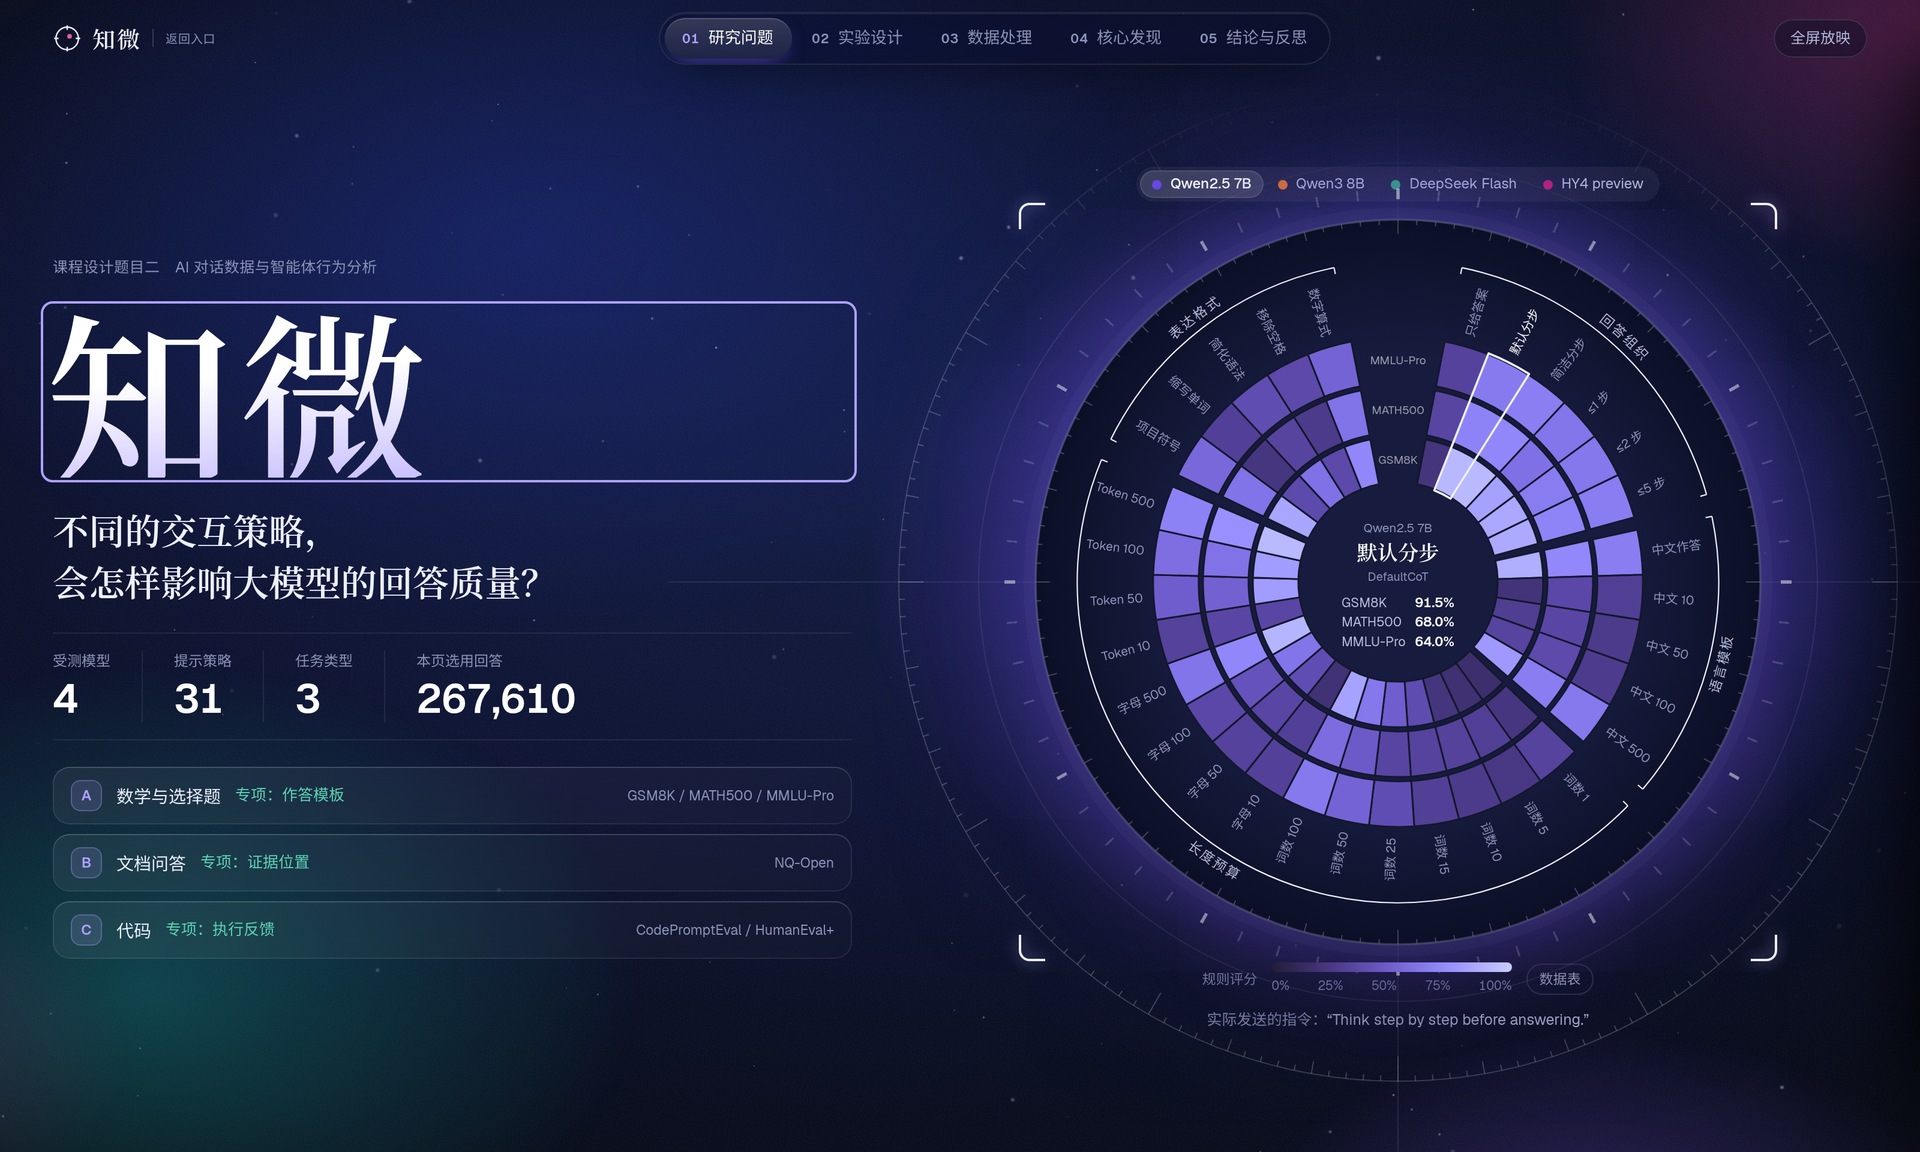 知微 返回入口
01 研究问题 02 实验设计 03 数据处理 04 核心发现 05 结论与反思
全屏放映
课程设计题目二 AI 对话数据与智能体行为分析
知微
不同的交互策略,
会怎样影响大模型的回答质量?
受测模型 提示策略 任务类型 本页选用回答
4 31 3 267,610
A 数学与选择题 专项：作答模板 GSM8K / MATH500 / MMLU-Pro
B 文档问答 专项：证据位置 NQ-Open
C 代码 专项：执行反馈 CodePromptEval / HumanEval+
Qwen2.5 7B Qwen3 8B DeepSeek Flash HY4 preview
回答组织
只给答案
默认分步
简洁分步
≤1 步
≤2 步
≤5 步
语言模板
中文作答
中文 10
中文 50
中文 100
中文 500
长度预算
词数 1
词数 5
词数 10
词数 15
词数 25
词数 50
词数 100
字母 10
字母 50
字母 100
字母 500
Token 10
Token 50
Token 100
Token 500
表达格式
项目符号
缩写单词
简化语法
移除空格
数字算式
MMLU-Pro
MATH500
GSM8K
Qwen2.5 7B
默认分步
DefaultCoT
GSM8K 91.5%
MATH500 68.0%
MMLU-Pro 64.0%
规则评分 0% 25% 50% 75% 100% 数据表
实际发送的指令：“Think step by step before answering.”